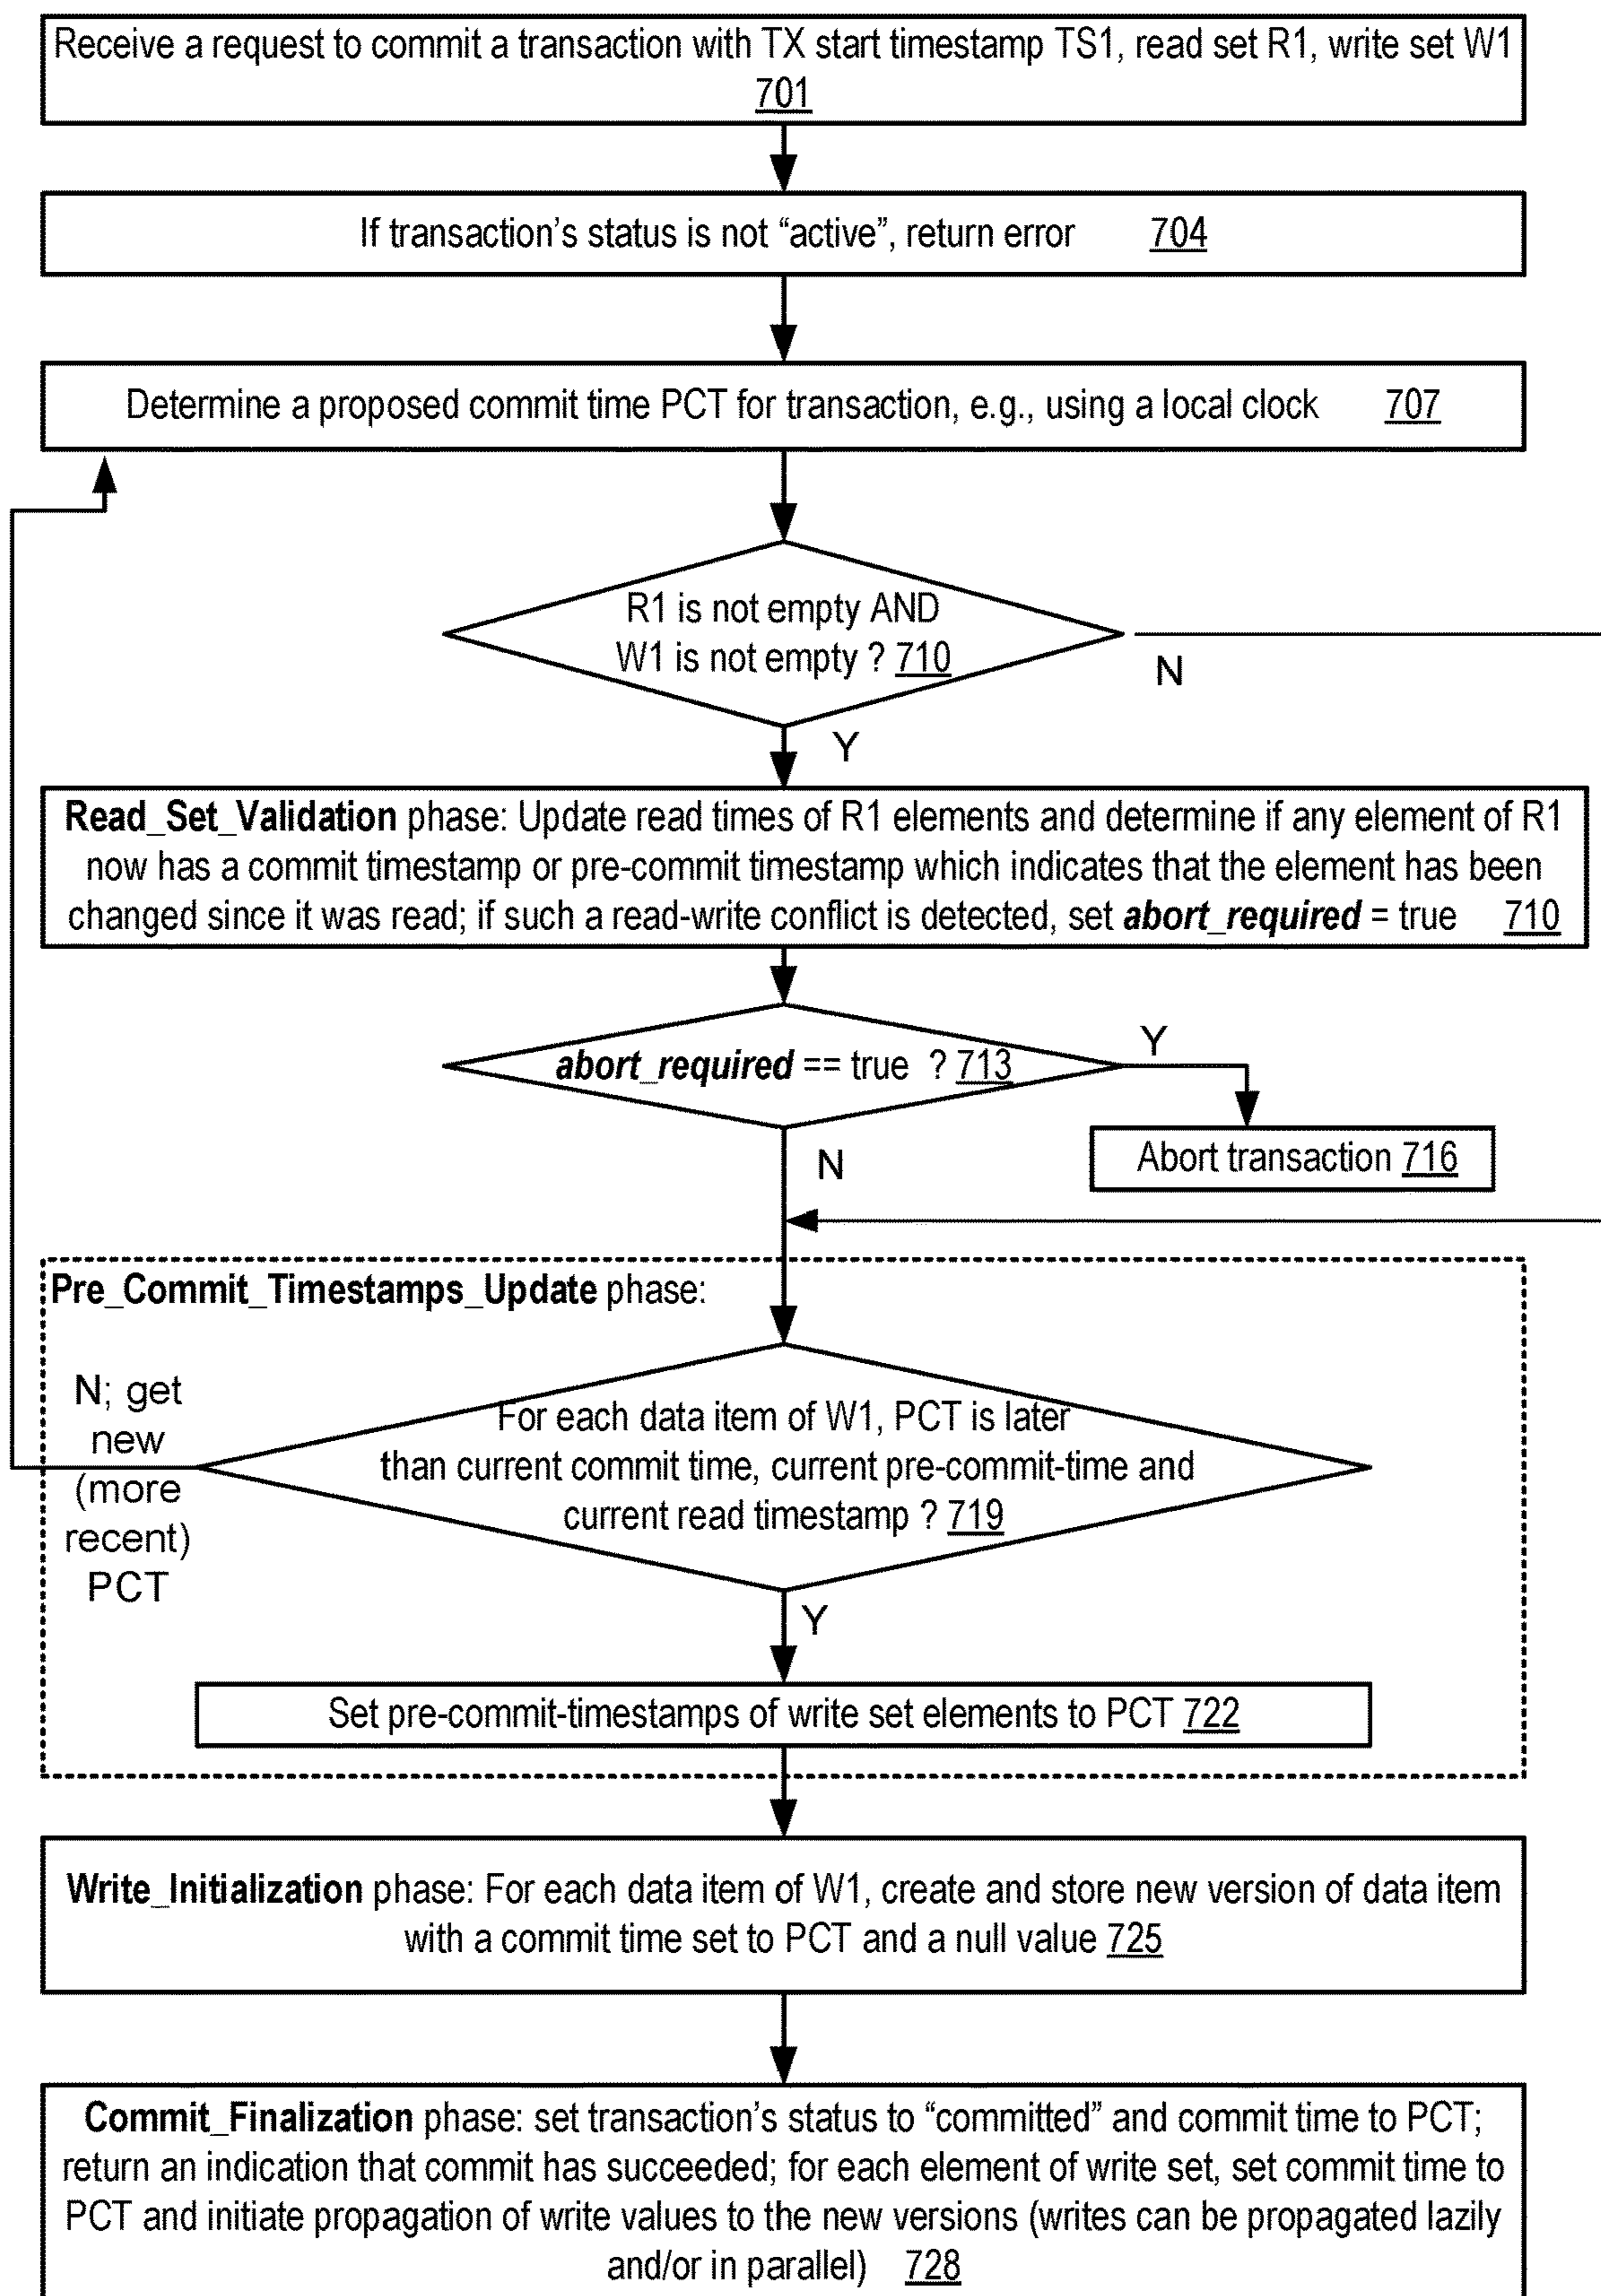 Receive a request to commit a transaction with TX start timestamp TS1, read set R1, write set W1
701
If transaction's status is not “active”, return error 704
Determine a proposed commit time PCT for transaction, e.g., using a local clock 707
R1 is not empty AND
W1 is not empty ? 710
N
Y
Read_Set_Validation phase: Update read times of R1 elements and determine if any element of R1
now has a commit timestamp or pre-commit timestamp which indicates that the element has been
changed since it was read; if such a read-write conflict is detected, set abort_required = true 710
abort_required == true ? 713
Y
Abort transaction 716
N
Pre_Commit_Timestamps_Update phase:
N; get
new
(more
recent)
PCT
For each data item of W1, PCT is later
than current commit time, current pre-commit-time and
current read timestamp ? 719
Y
Set pre-commit-timestamps of write set elements to PCT 722
Write_Initialization phase: For each data item of W1, create and store new version of data item
with a commit time set to PCT and a null value 725
Commit_Finalization phase: set transaction's status to “committed” and commit time to PCT;
return an indication that commit has succeeded; for each element of write set, set commit time to
PCT and initiate propagation of write values to the new versions (writes can be propagated lazily
and/or in parallel) 728